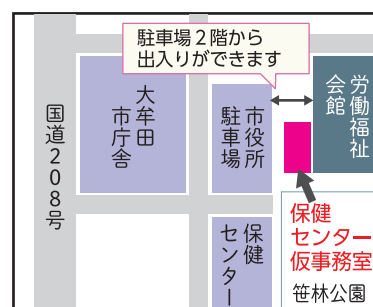 駐車場2階から
出入りができます
国道208号
大牟田
市庁舎
市役所
駐車場
労働福祉
会館
保健
センター
保健
センター
仮事務室
笹林公園